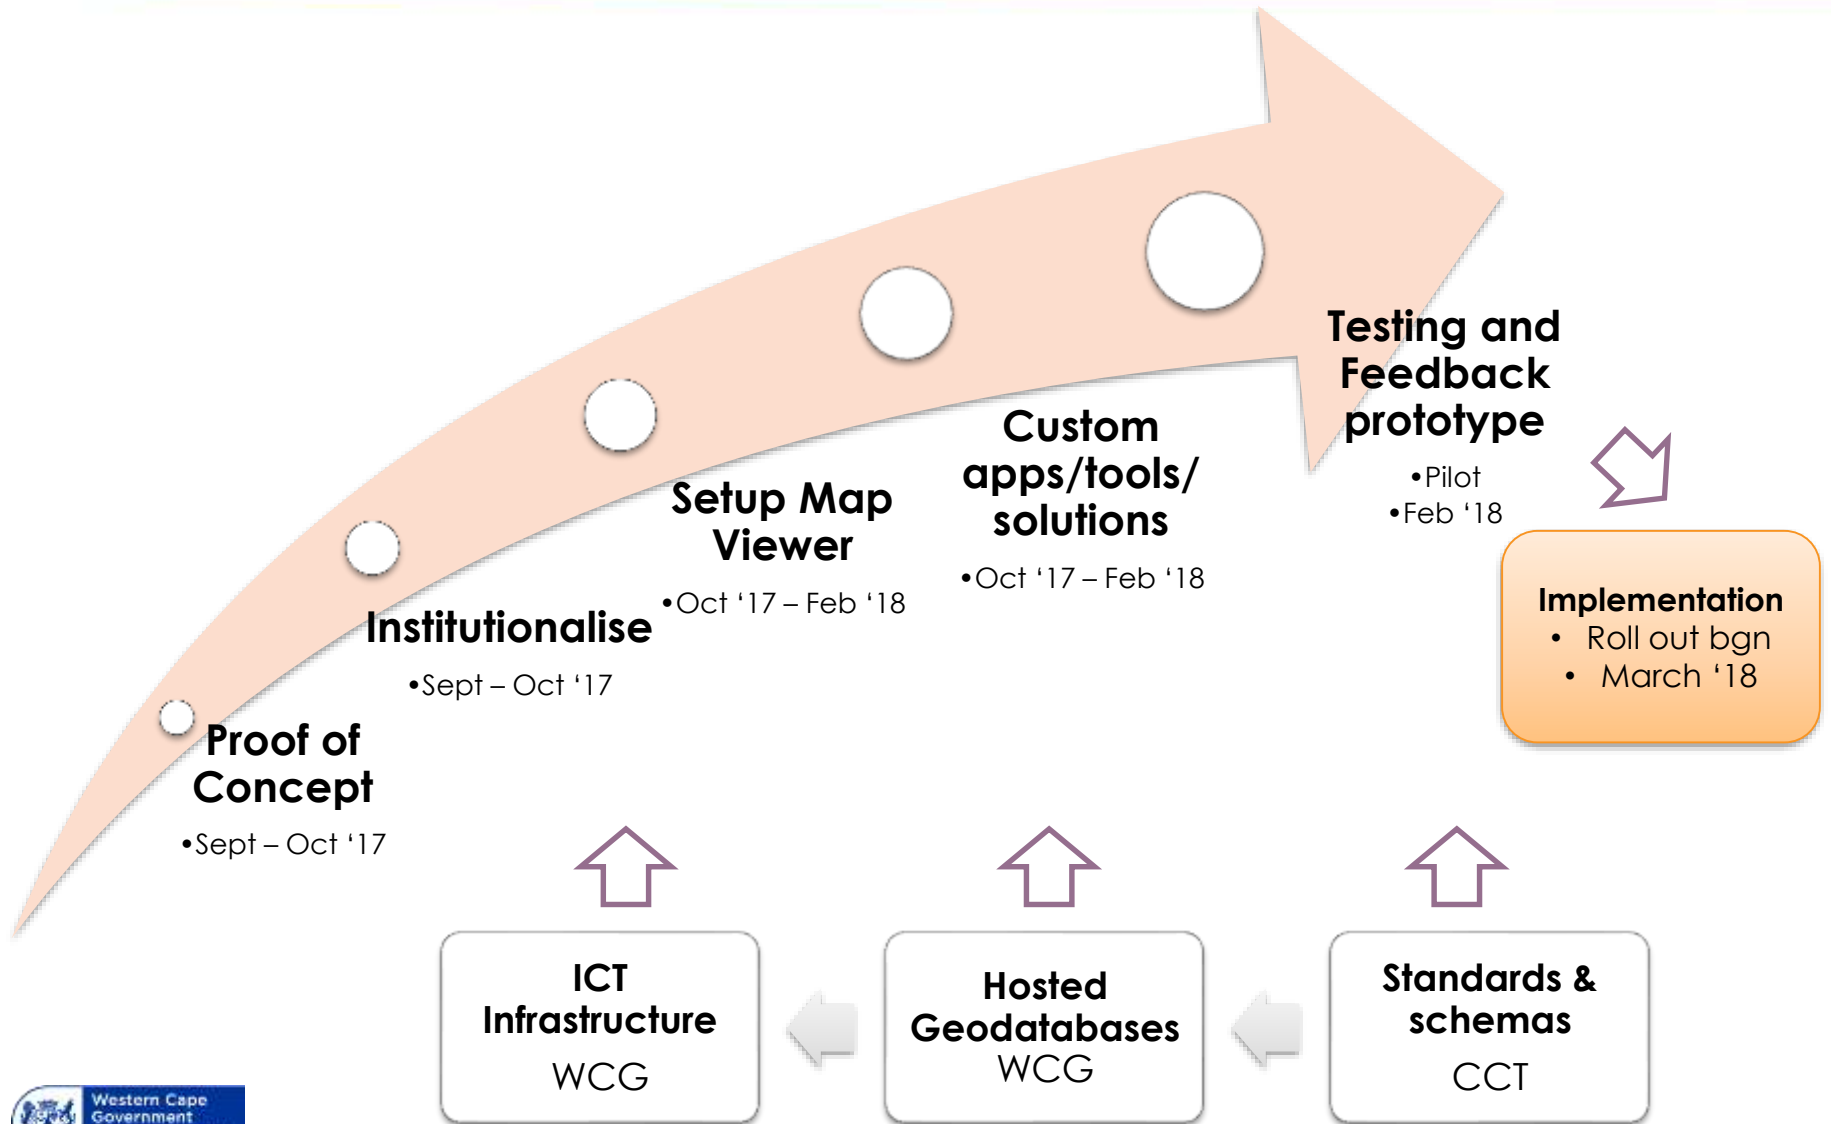 Testing and
Feedback
prototype
•Pilot
•Feb ‘18
Custom
apps/tools/
solutions
•Oct ‘17 – Feb ‘18
Setup Map
Viewer
•Oct ‘17 – Feb ‘18
Institutionalise
•Sept – Oct ‘17
Proof of
Concept
•Sept – Oct ‘17
Implementation
• Roll out bgn
• March ‘18
ICT
Infrastructure
WCG
Hosted
Geodatabases
WCG
Standards &
schemas
CCT
Western Cape
Government